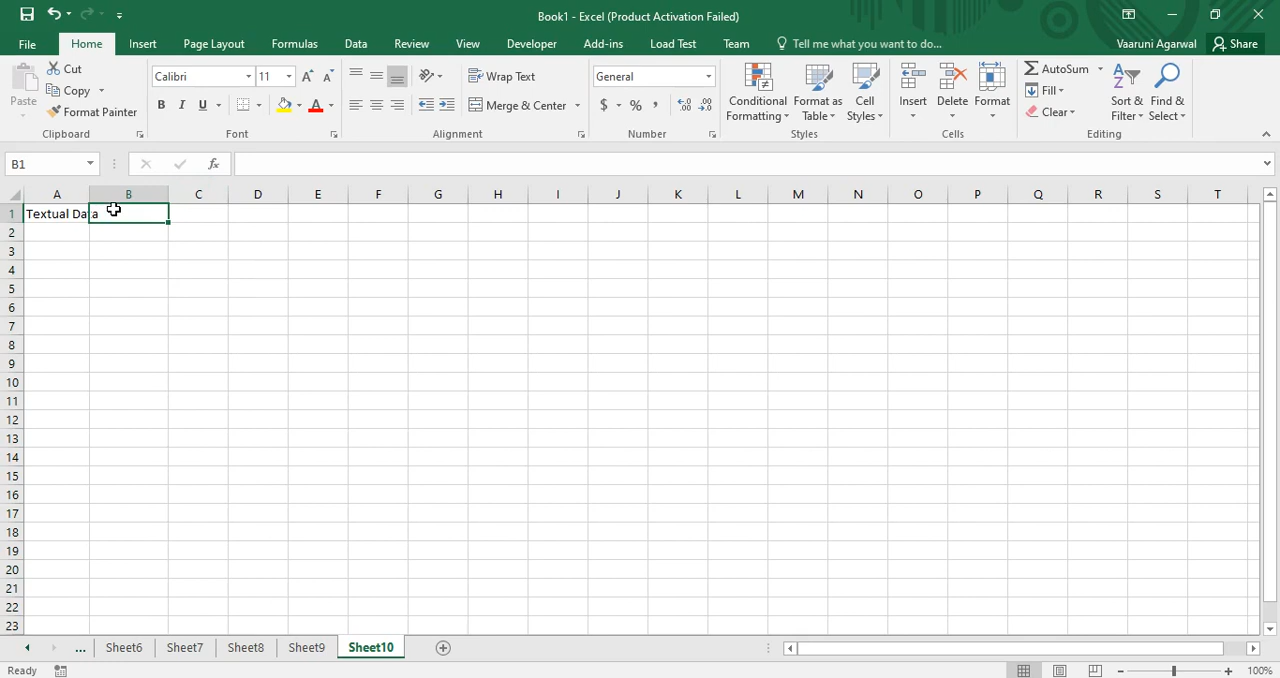 Book1 - Excel (Product Activation Failed)
File Home Insert Page Layout Formulas Data Review View Developer Add-ins Load Test Team Tell me what you want to do... Vaaruni Agarwal Share
Paste Cut Copy Format Painter Clipboard
Calibri 11 B I U A Font
Wrap Text Merge & Center Alignment
General $ % , Number
Conditional Formatting Format as Table Cell Styles Styles
Insert Delete Format Cells
AutoSum Fill Clear Sort & Filter Find & Select Editing
B1 fx
A B C D E F G H I J K L M N O P Q R S T
1 Textual Data
2
3
4
5
6
7
8
9
10
11
12
13
14
15
16
17
18
19
20
21
22
23
... Sheet6 Sheet7 Sheet8 Sheet9 Sheet10
Ready 100%